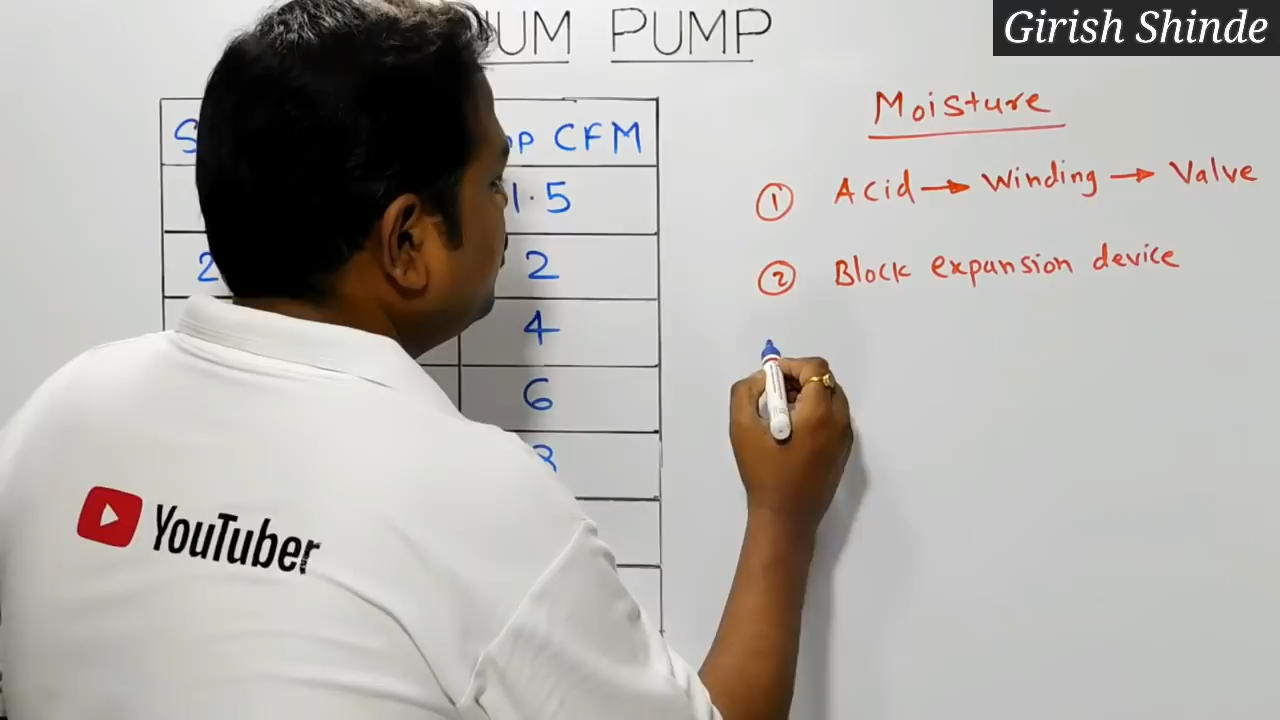 Girish Shinde
PUMP
CFM
1.5
2
2
4
6
Moisture
① Acid → Winding → Valve
② Block expansion device
YouTuber